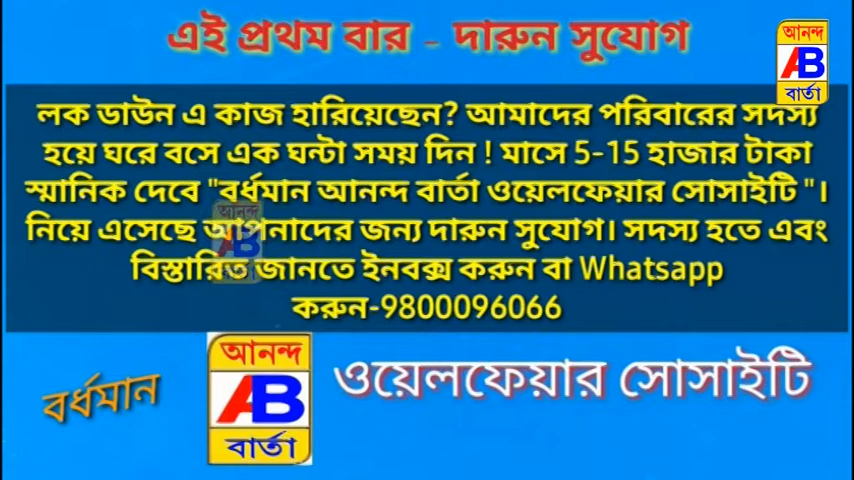 এই প্রথম বার - দারুন সুযোগ
আনন্দ
AB
বার্তা
লক ডাউন এ কাজ হারিয়েছেন? আমাদের পরিবারের সদস্য
হয়ে ঘরে বসে এক ঘন্টা সময় দিন ! মাসে 5-15 হাজার টাকা
স্মানিক দেবে "বর্ধমান আনন্দ বার্তা ওয়েলফেয়ার সোসাইটি "।
নিয়ে এসেছে আপনাদের জন্য দারুন সুযোগ। সদস্য হতে এবং
বিস্তারিত জানতে ইনবক্স করুন বা Whatsapp
করুন-9800096066
আনন্দ
AB
বর্ধমান
আনন্দ
AB
বার্তা
ওয়েলফেয়ার সোসাইটি